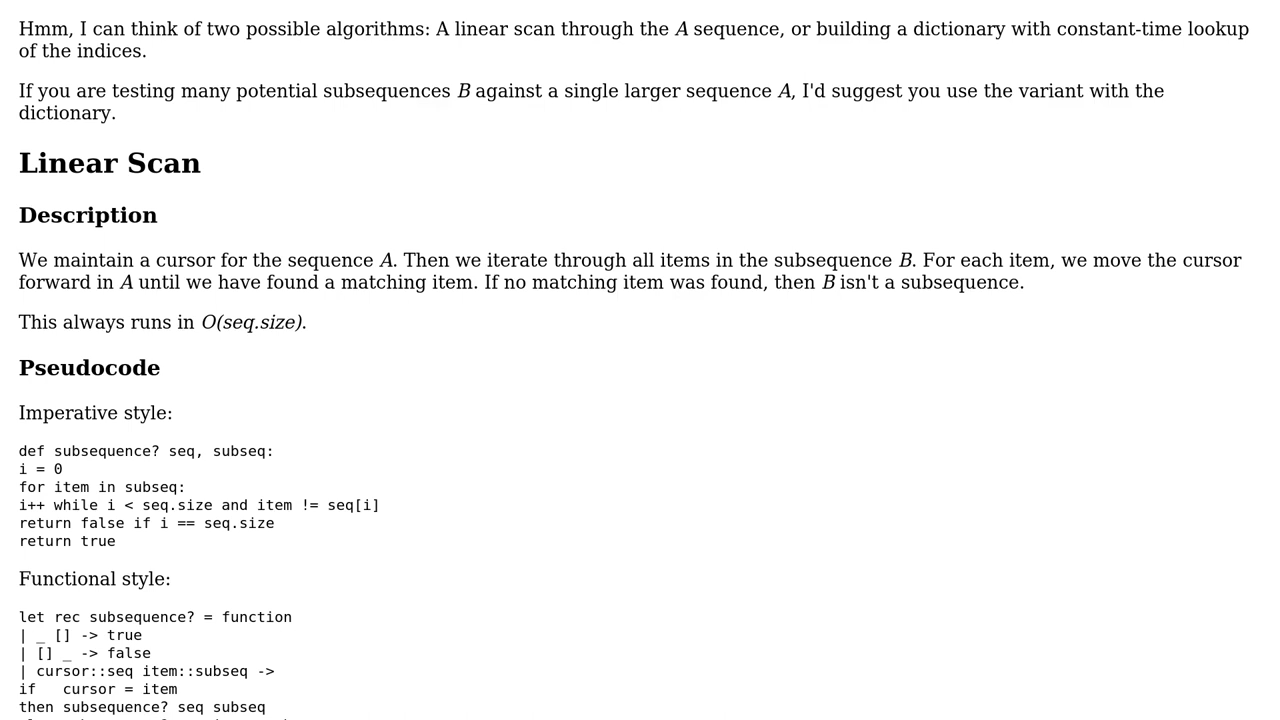 Hmm, I can think of two possible algorithms: A linear scan through the A sequence, or building a dictionary with constant-time lookup
of the indices.
If you are testing many potential subsequences B against a single larger sequence A, I'd suggest you use the variant with the
dictionary.
Linear Scan
Description
We maintain a cursor for the sequence A. Then we iterate through all items in the subsequence B. For each item, we move the cursor
forward in A until we have found a matching item. If no matching item was found, then B isn't a subsequence.
This always runs in O(seq.size).
Pseudocode
Imperative style:
def subsequence? seq, subseq:
i = 0
for item in subseq:
i++ while i < seq.size and item != seq[i]
return false if i == seq.size
return true
Functional style:
let rec subsequence? = function
| _ [] -> true
| [] _ -> false
| cursor::seq item::subseq ->
if   cursor = item
then subsequence? seq subseq